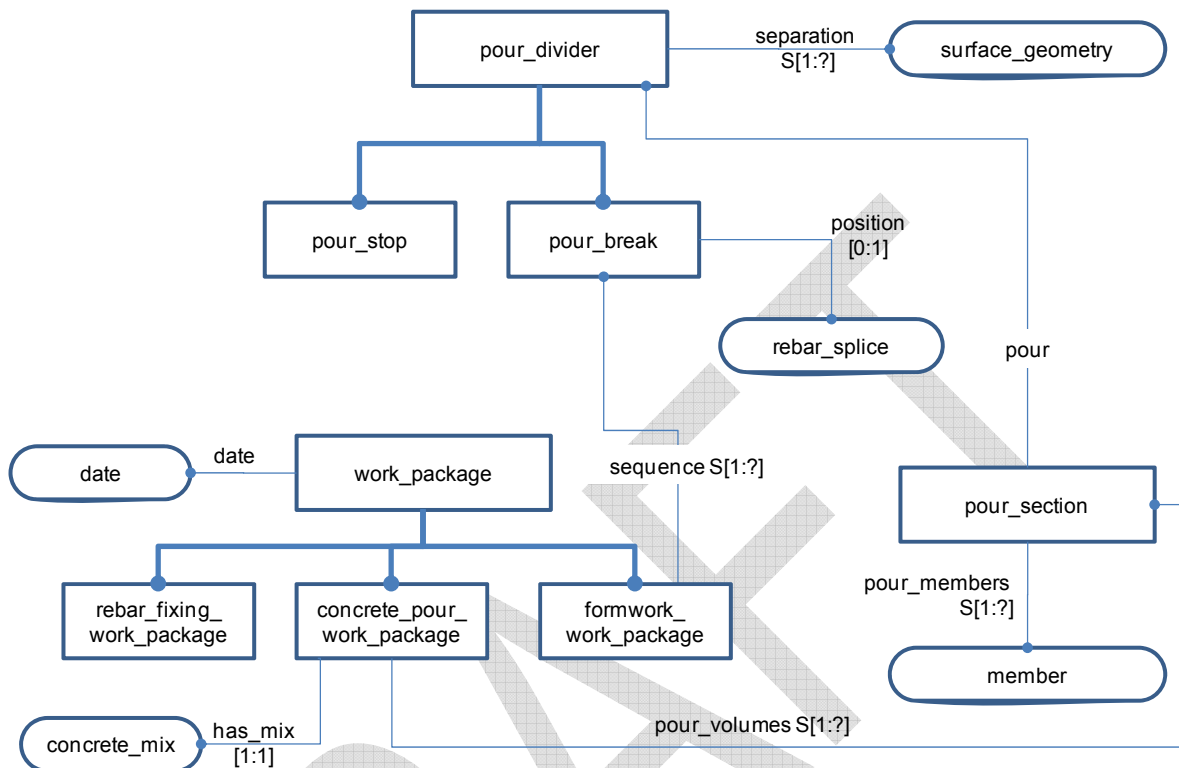 separation
S[1:?]
pour_divider
surface_geometry
pour_stop
pour_break
position
[0:1]
rebar_splice
pour
date
date
work_package
sequence S[1:?]
pour_section
rebar_fixing_
work_package
concrete_pour_
work_package
formwork_
work_package
pour_members
S[1:?]
member
concrete_mix
has_mix
[1:1]
pour_volumes S[1:?]